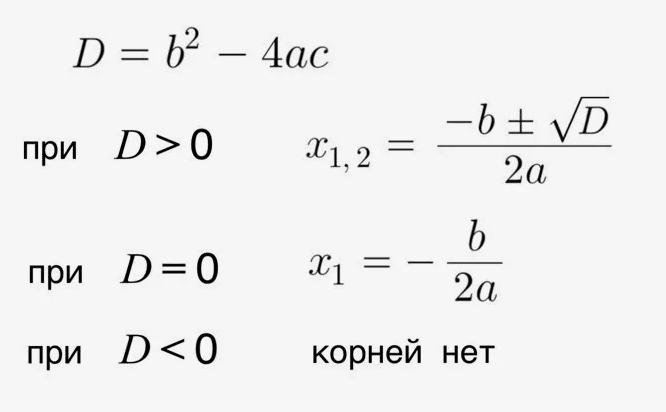 D = b² − 4ac
при D > 0 x₁,₂ = (−b ± √D) / 2a
при D = 0 x₁ = − b / 2a
при D < 0 корней нет